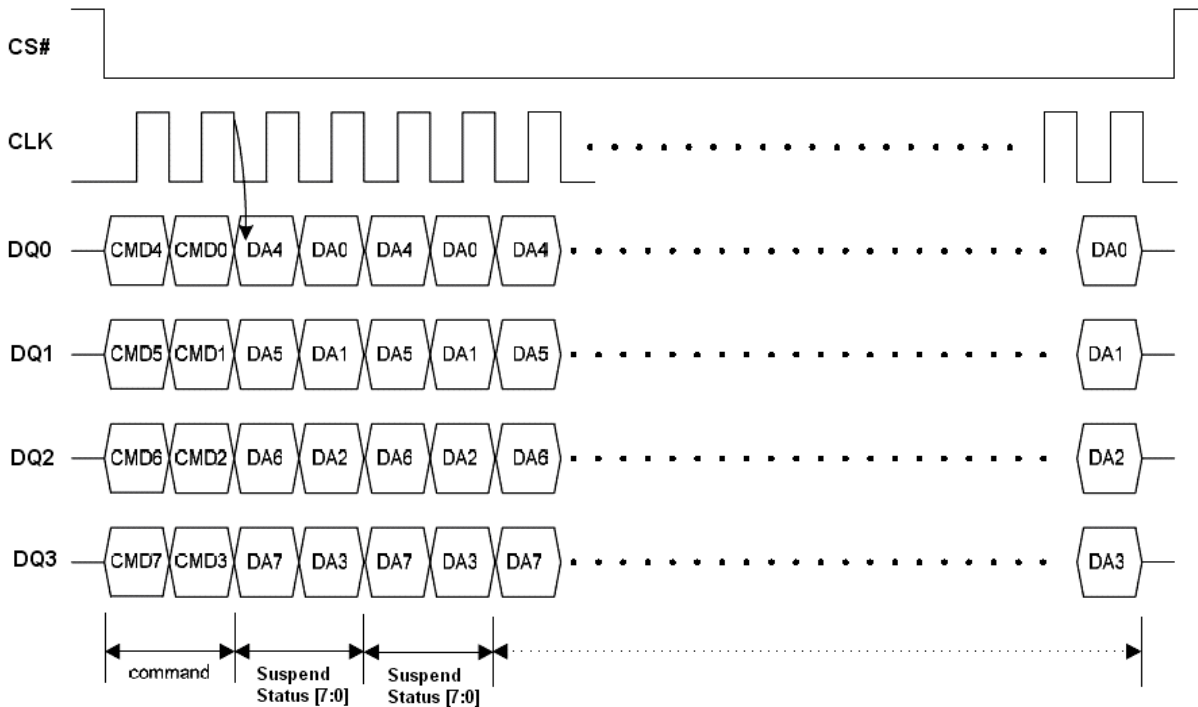 CS#
CLK
DQ0 CMD4 CMD0 DA4 DA0 DA4 DA0 DA4 DA0
DQ1 CMD5 CMD1 DA5 DA1 DA5 DA1 DA5 DA1
DQ2 CMD6 CMD2 DA6 DA2 DA6 DA2 DA6 DA2
DQ3 CMD7 CMD3 DA7 DA3 DA7 DA3 DA7 DA3
command
Suspend
Status [7:0]
Suspend
Status [7:0]